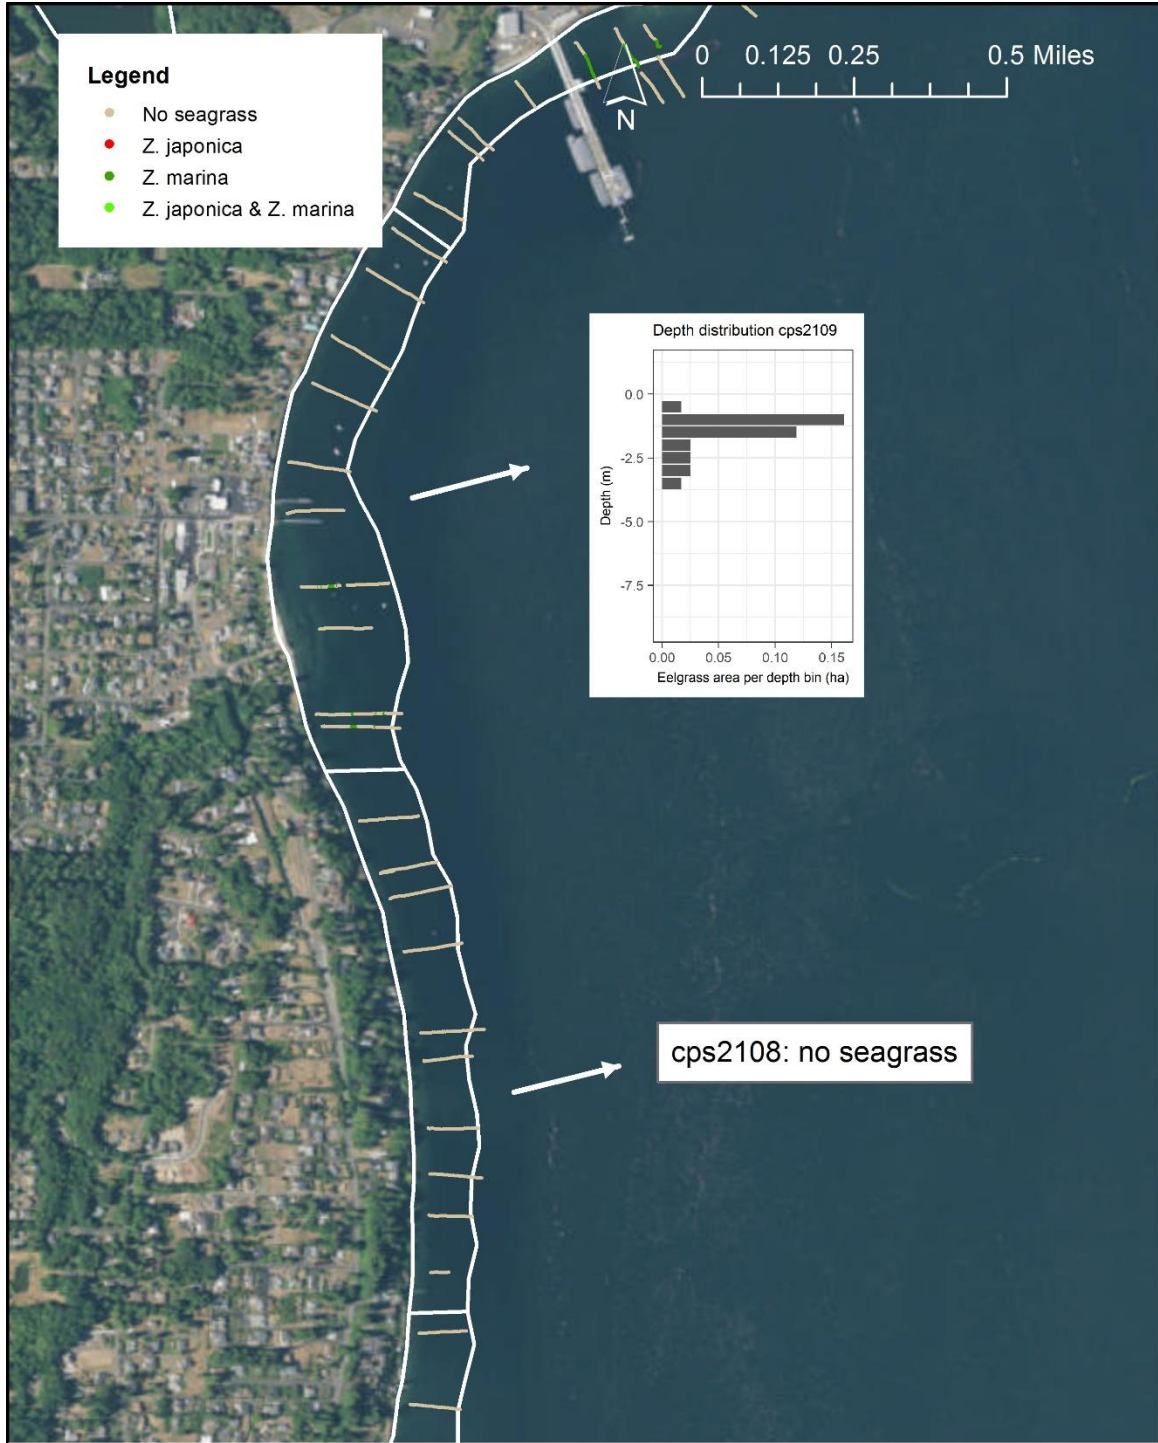 Legend
No seagrass
Z. japonica
Z. marina
Z. japonica & Z. marina
0 0.125 0.25 0.5 Miles
N
Depth distribution cps2109
Depth (m)
0.0
-2.5
-5.0
-7.5
0.00 0.05 0.10 0.15
Eelgrass area per depth bin (ha)
cps2108: no seagrass